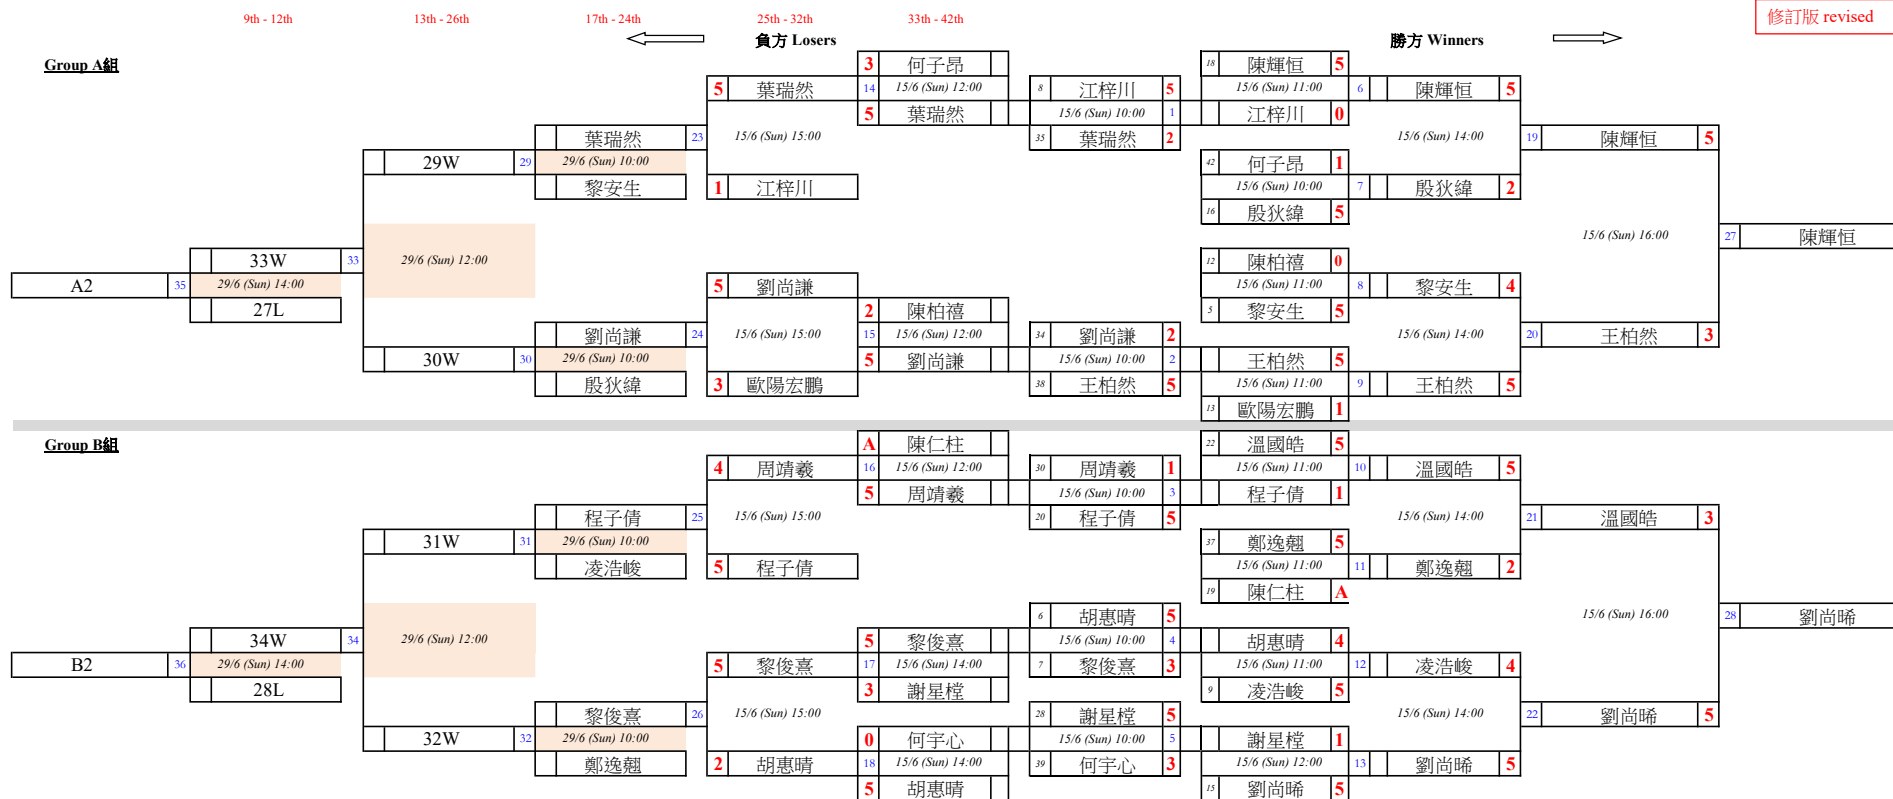 修訂版 revised
9th - 12th 13th - 26th 17th - 24th 25th - 32th 33th - 42th
負方 Losers 勝方 Winners
Group A組
3 何子昂 18 陳輝恒 5
5 葉瑞然 14 15/6 (Sun) 12:00 8 江梓川 5 15/6 (Sun) 11:00 6 陳輝恒 5
5 葉瑞然 15/6 (Sun) 10:00 1 江梓川 0
葉瑞然 23 15/6 (Sun) 15:00 35 葉瑞然 2 15/6 (Sun) 14:00 19 陳輝恒 5
29W 29 29/6 (Sun) 10:00 42 何子昂 1
黎安生 1 江梓川 15/6 (Sun) 10:00 7 殷狄緯 2
16 殷狄緯 5
15/6 (Sun) 16:00 27 陳輝恒
33W 33 29/6 (Sun) 12:00 12 陳柏禧 0
A2 35 29/6 (Sun) 14:00 5 劉尚謙 15/6 (Sun) 11:00 8 黎安生 4
27L 2 陳柏禧 5 黎安生 5
劉尚謙 24 15/6 (Sun) 15:00 15 15/6 (Sun) 12:00 34 劉尚謙 2 15/6 (Sun) 14:00 20 王柏然 3
30W 30 29/6 (Sun) 10:00 5 劉尚謙 15/6 (Sun) 10:00 2 王柏然 5
殷狄緯 3 歐陽宏鵬 38 王柏然 5 15/6 (Sun) 11:00 9 王柏然 5
13 歐陽宏鵬 1
Group B組
A 陳仁柱 22 溫國皓 5
4 周靖羲 16 15/6 (Sun) 12:00 30 周靖羲 1 15/6 (Sun) 11:00 10 溫國皓 5
5 周靖羲 15/6 (Sun) 10:00 3 程子倩 1
程子倩 25 15/6 (Sun) 15:00 20 程子倩 5 15/6 (Sun) 14:00 21 溫國皓 3
31W 31 29/6 (Sun) 10:00 37 鄭逸翹 5
凌浩峻 5 程子倩 15/6 (Sun) 11:00 11 鄭逸翹 2
19 陳仁柱 A
6 胡惠晴 5 15/6 (Sun) 16:00 28 劉尚晞
34W 34 29/6 (Sun) 12:00 5 黎俊熹 15/6 (Sun) 10:00 4 胡惠晴 4
B2 36 29/6 (Sun) 14:00 5 黎俊熹 17 15/6 (Sun) 14:00 7 黎俊熹 3 15/6 (Sun) 11:00 12 凌浩峻 4
28L 3 謝星樘 9 凌浩峻 5
黎俊熹 26 15/6 (Sun) 15:00 28 謝星樘 5 15/6 (Sun) 14:00 22 劉尚晞 5
32W 32 29/6 (Sun) 10:00 0 何宇心 15/6 (Sun) 10:00 5 謝星樘 1
鄭逸翹 2 胡惠晴 18 15/6 (Sun) 14:00 39 何宇心 3 15/6 (Sun) 12:00 13 劉尚晞 5
5 胡惠晴 15 劉尚晞 5